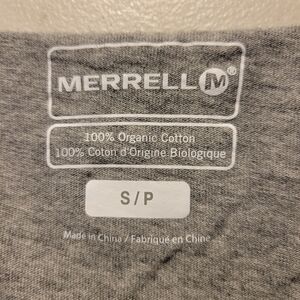 MERRELL M®
100% Organic Cotton
100% Coton d'Origine Biologique
S/P
Made in China / Fabriqué en Chine